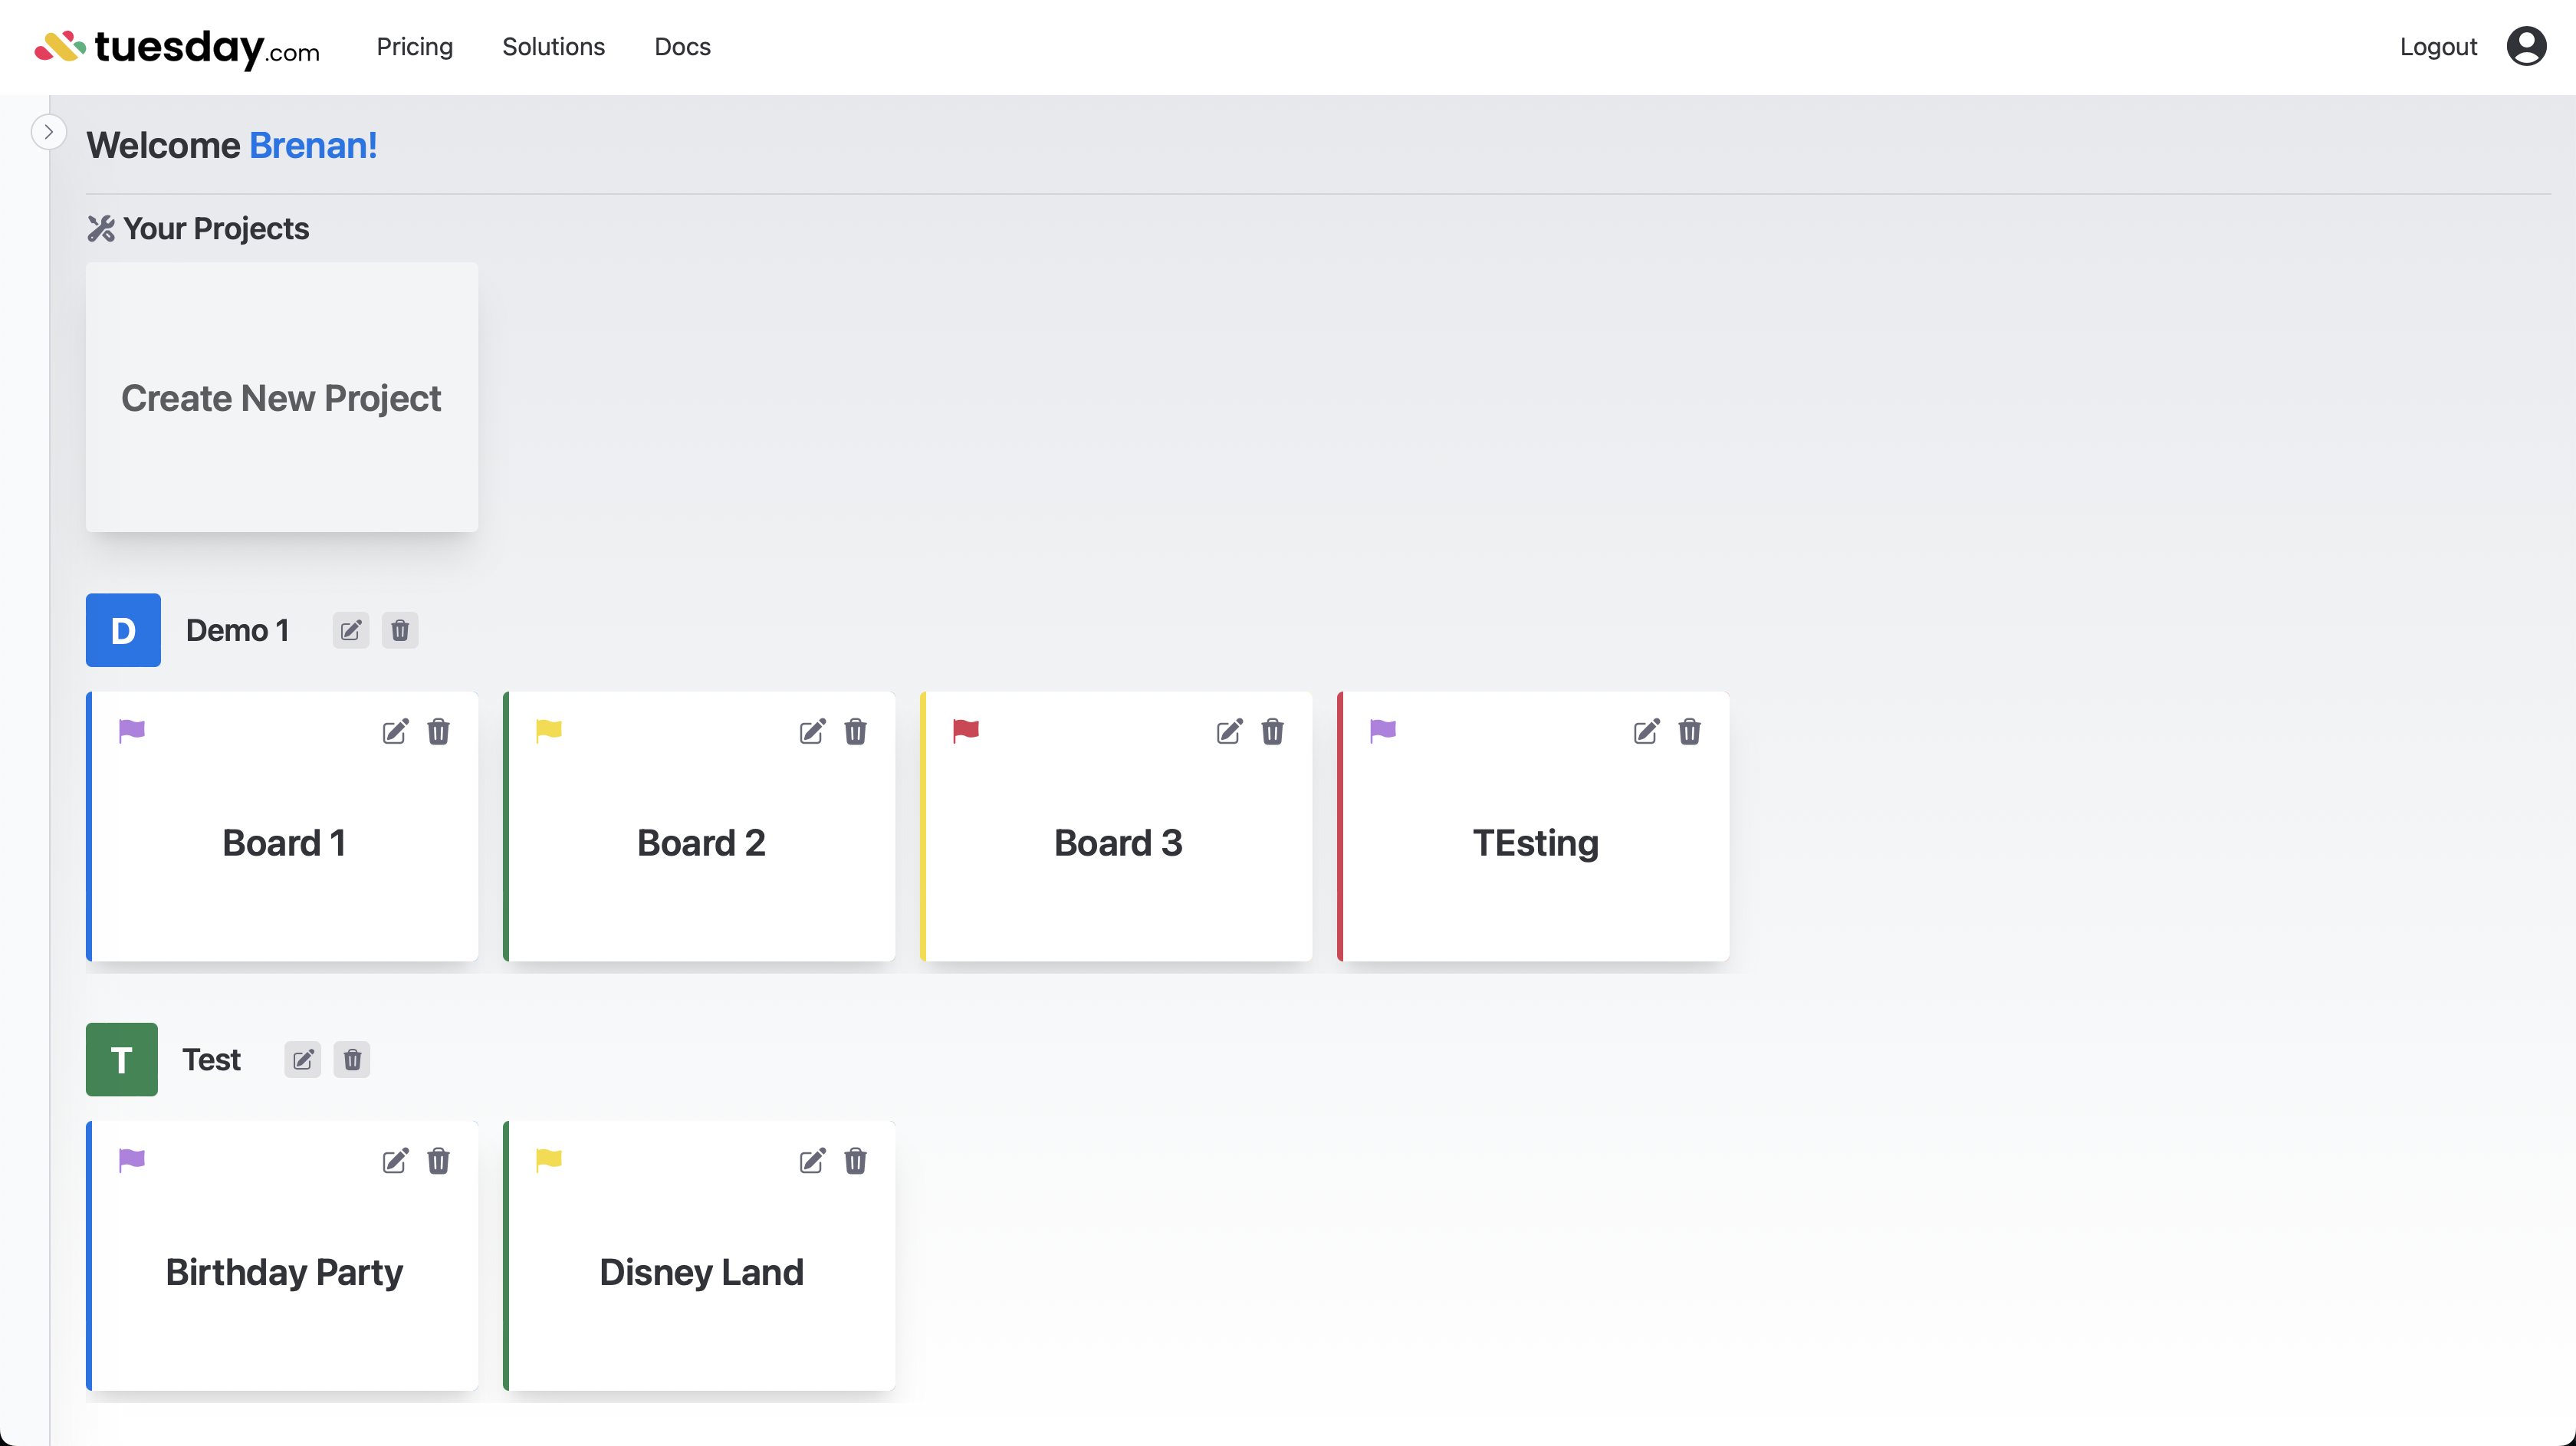 tuesday.com Pricing Solutions Docs Logout
Welcome Brenan!
Your Projects
Create New Project
D Demo 1
Board 1 Board 2 Board 3 TEsting
T Test
Birthday Party Disney Land